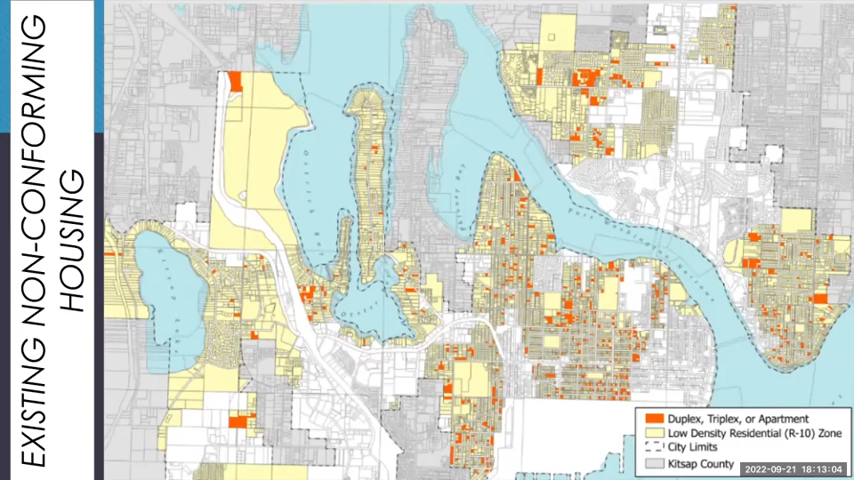 EXISTING NON-CONFORMING
HOUSING
Duplex, Triplex, or Apartment
Low Density Residential (R-10) Zone
City Limits
Kitsap County
2022-09-21 18:13:04